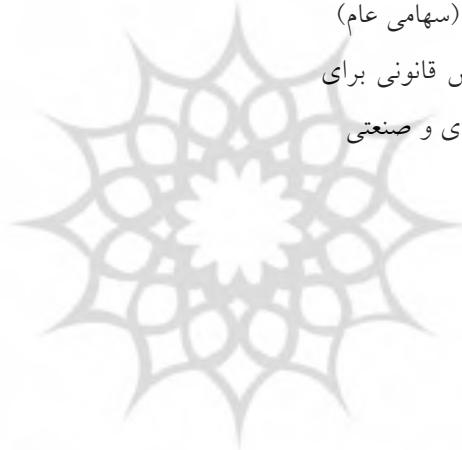 (سهامی عام)
قانونی برای
و صنعتی